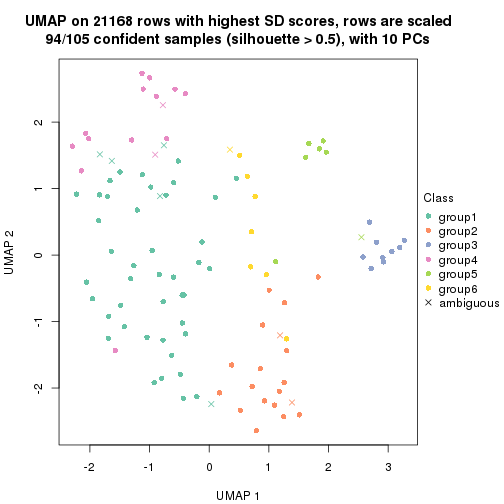 UMAP on 21168 rows with highest SD scores, rows are scaled
94/105 confident samples (silhouette > 0.5), with 10 PCs
UMAP 2
2
1
0
-1
-2
-2
-1
0
1
2
3
UMAP 1
Class
group1
group2
group3
group4
group5
group6
ambiguous